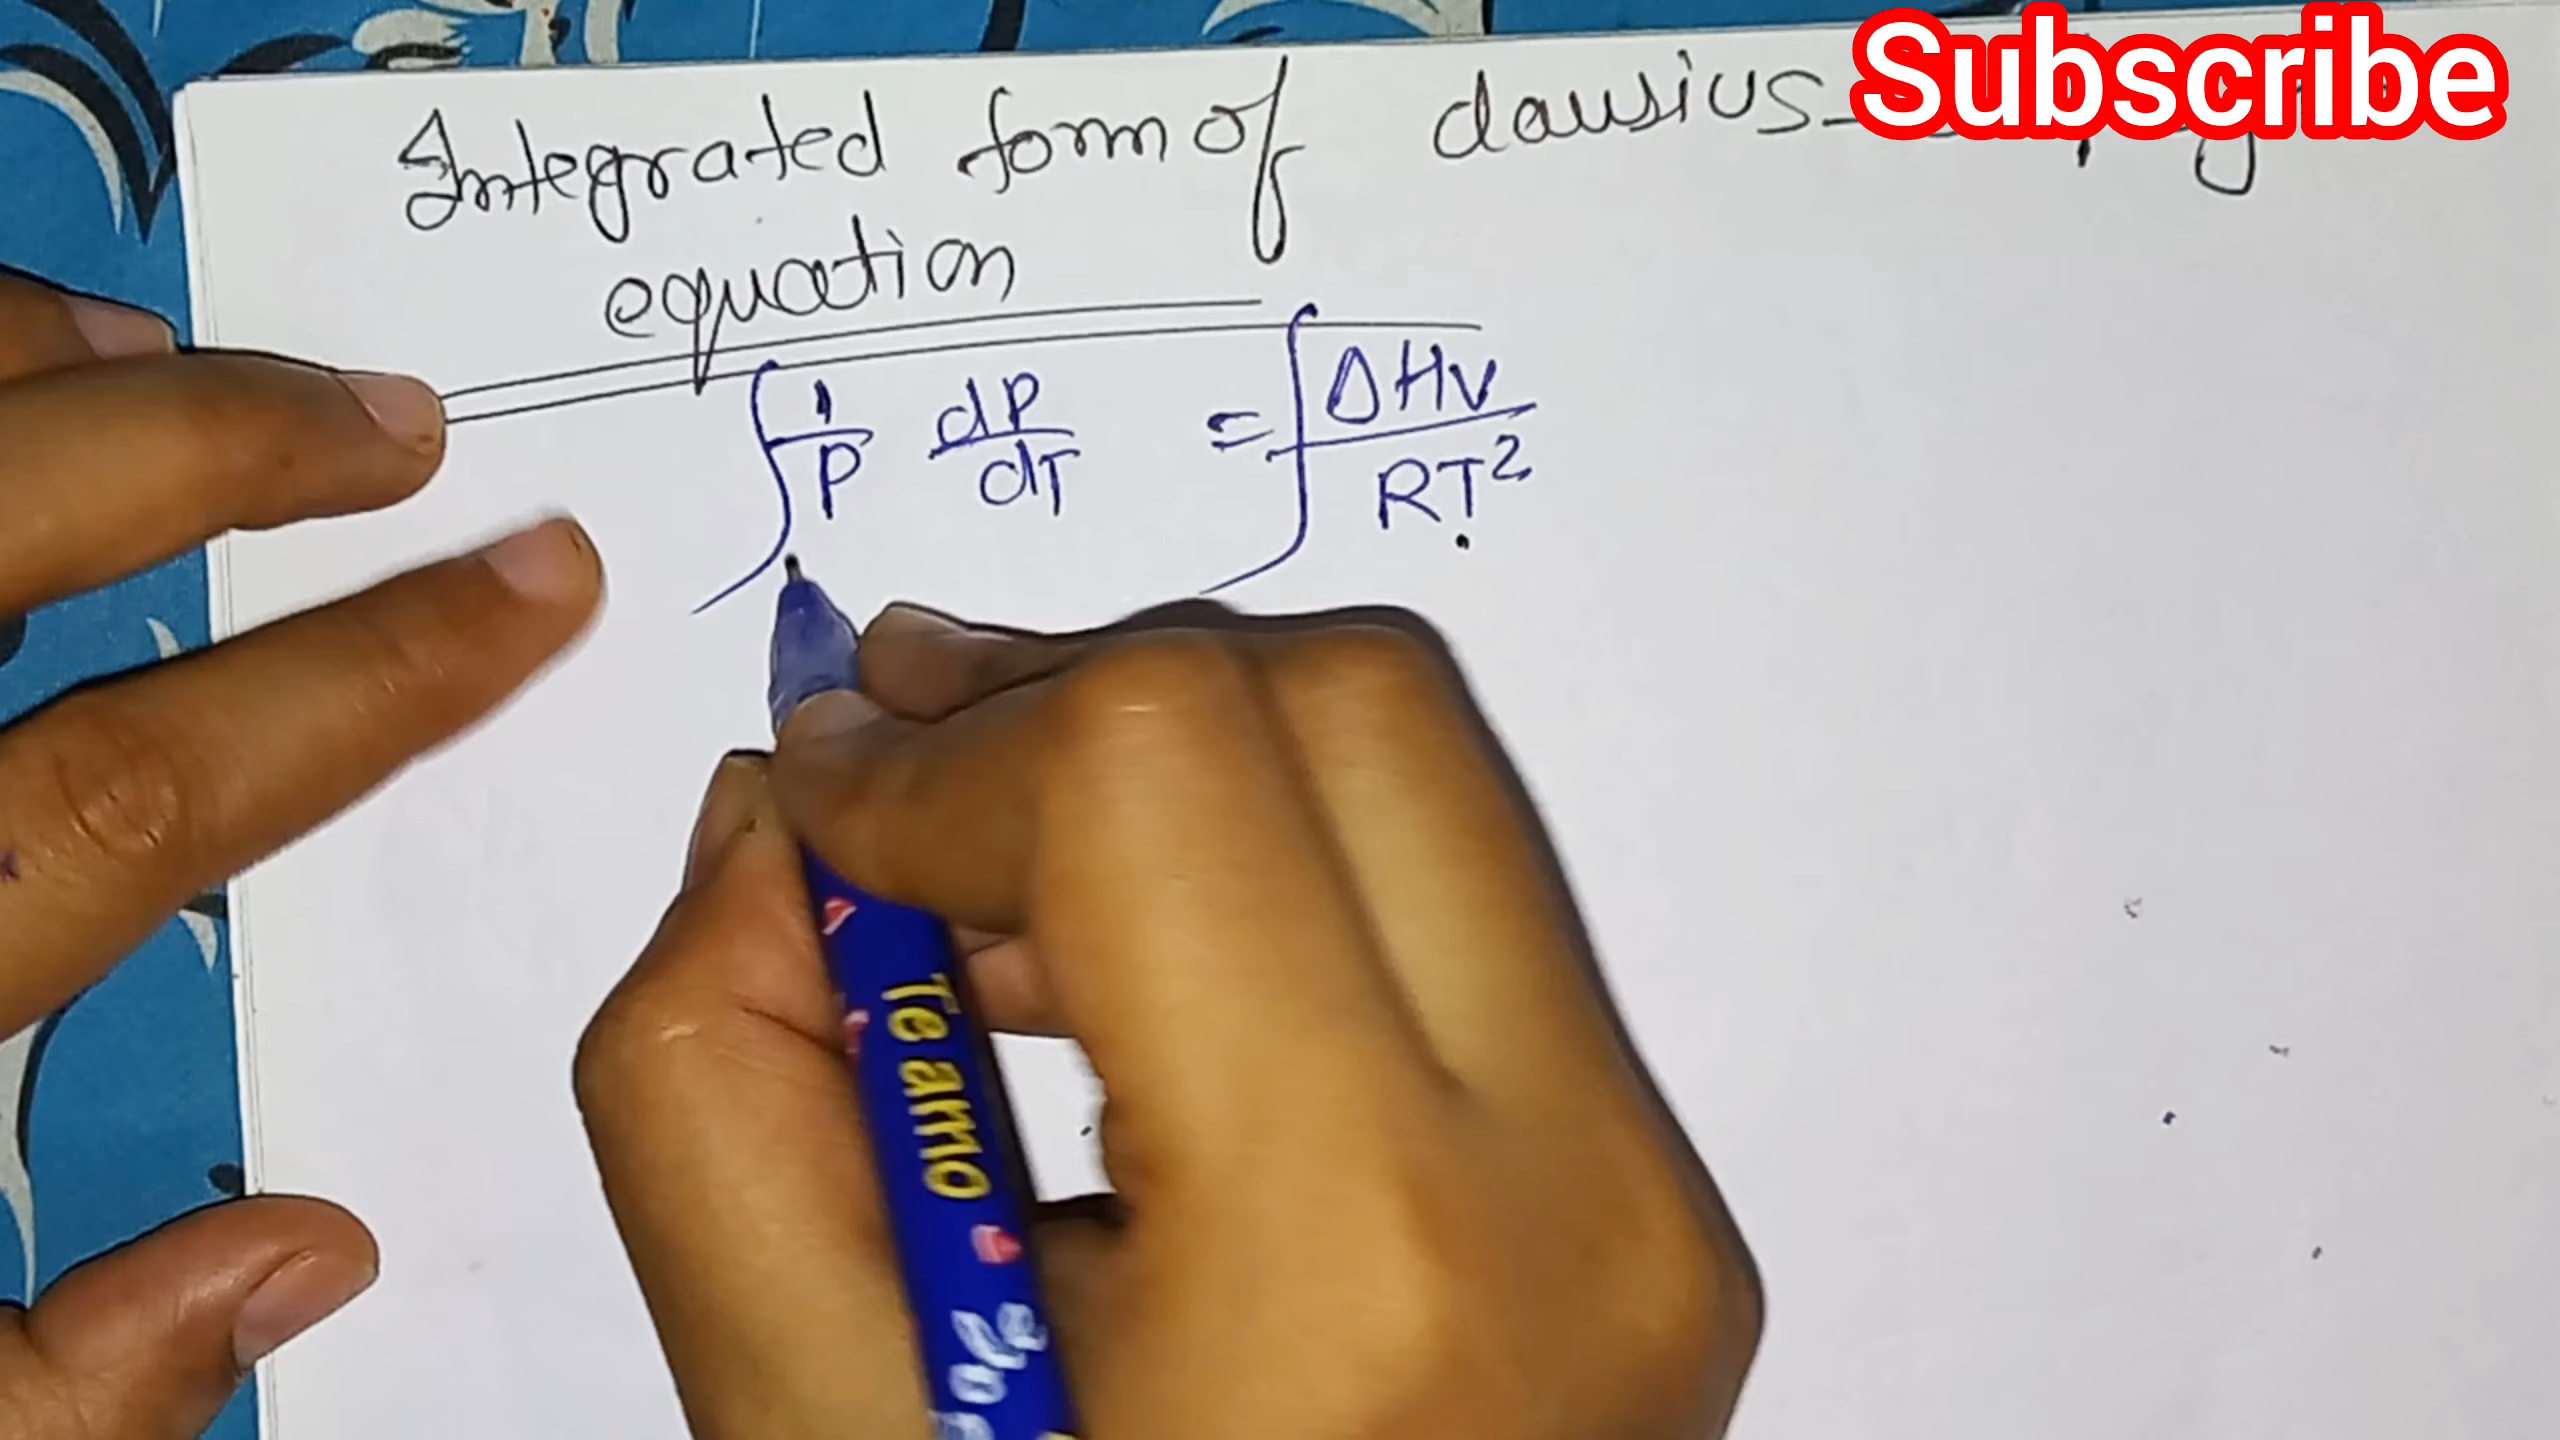 Subscribe
Integrated form of clausius-
equation
∫ 1/P dP/dT = ∫ ΔHv/RT²
Te amo